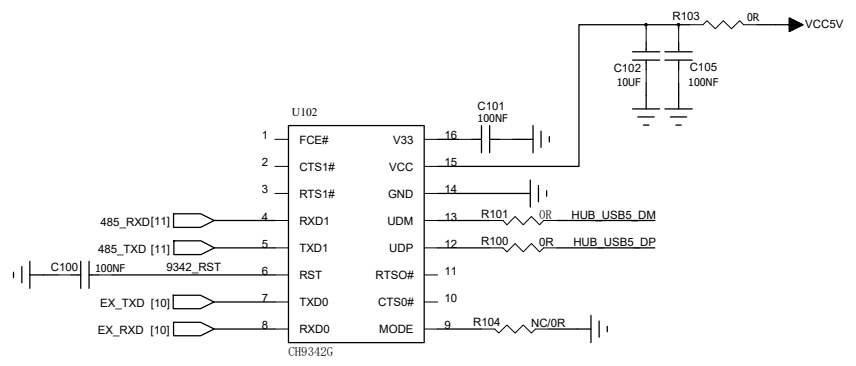 R103 0R
VCC5V
C102
10UF
C105
100NF
U102
C101
100NF
1 FCE# V33 16
2 CTS1# VCC 15
3 RTS1# GND 14
485_RXD[11] 4 RXD1 UDM 13 R101 0R HUB_USB5_DM
485_TXD [11] 5 TXD1 UDP 12 R100 0R HUB_USB5_DP
C100 100NF 9342_RST 6 RST RTSO# 11
EX_TXD [10] 7 TXD0 CTS0# 10
EX_RXD [10] 8 RXD0 MODE 9 R104 NC/0R
CH9342G